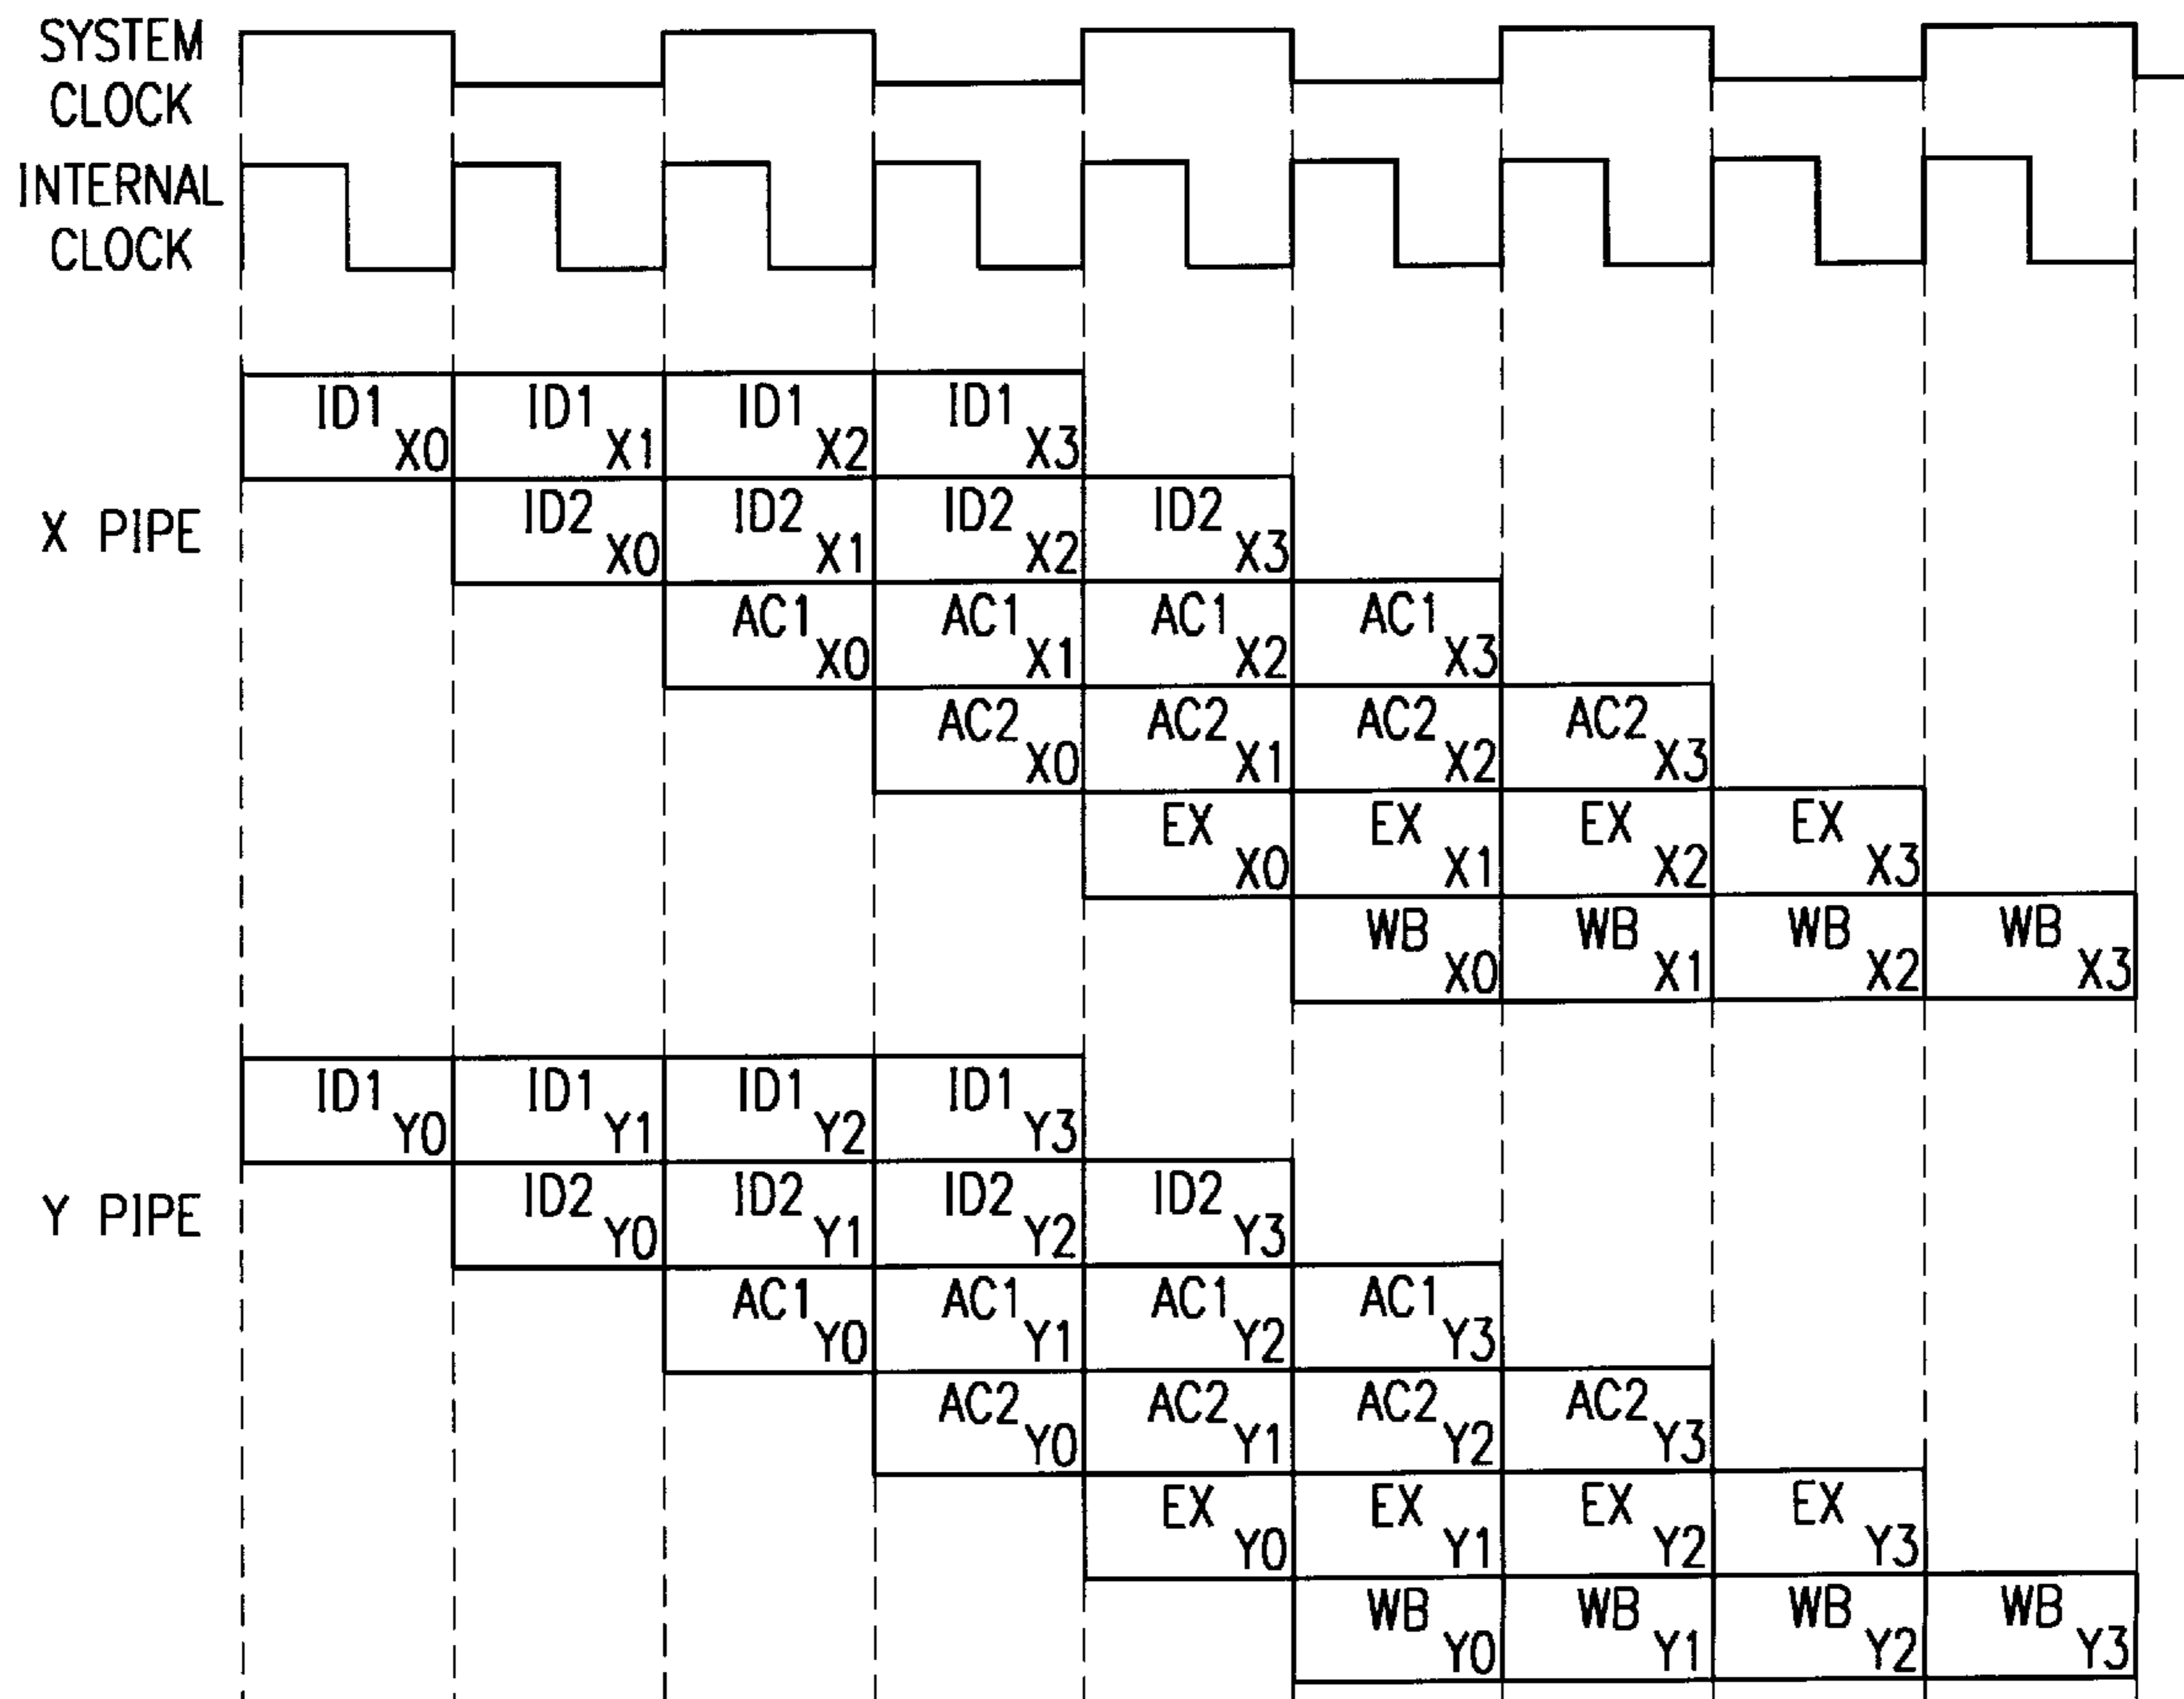 SYSTEM
CLOCK
INTERNAL
CLOCK
ID1 X0 ID1 X1 ID1 X2 ID1 X3
X PIPE
ID2 X0 ID2 X1 ID2 X2 ID2 X3
AC1 X0 AC1 X1 AC1 X2 AC1 X3
AC2 X0 AC2 X1 AC2 X2 AC2 X3
EX X0 EX X1 EX X2 EX X3
WB X0 WB X1 WB X2 WB X3
ID1 Y0 ID1 Y1 ID1 Y2 ID1 Y3
Y PIPE
ID2 Y0 ID2 Y1 ID2 Y2 ID2 Y3
AC1 Y0 AC1 Y1 AC1 Y2 AC1 Y3
AC2 Y0 AC2 Y1 AC2 Y2 AC2 Y3
EX Y0 EX Y1 EX Y2 EX Y3
WB Y0 WB Y1 WB Y2 WB Y3